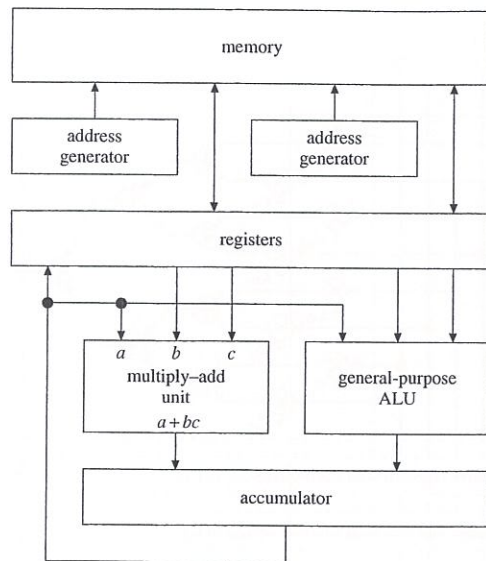 memory
address
generator
address
generator
registers
a b c
multiply–add
unit
a + bc
general-purpose
ALU
accumulator